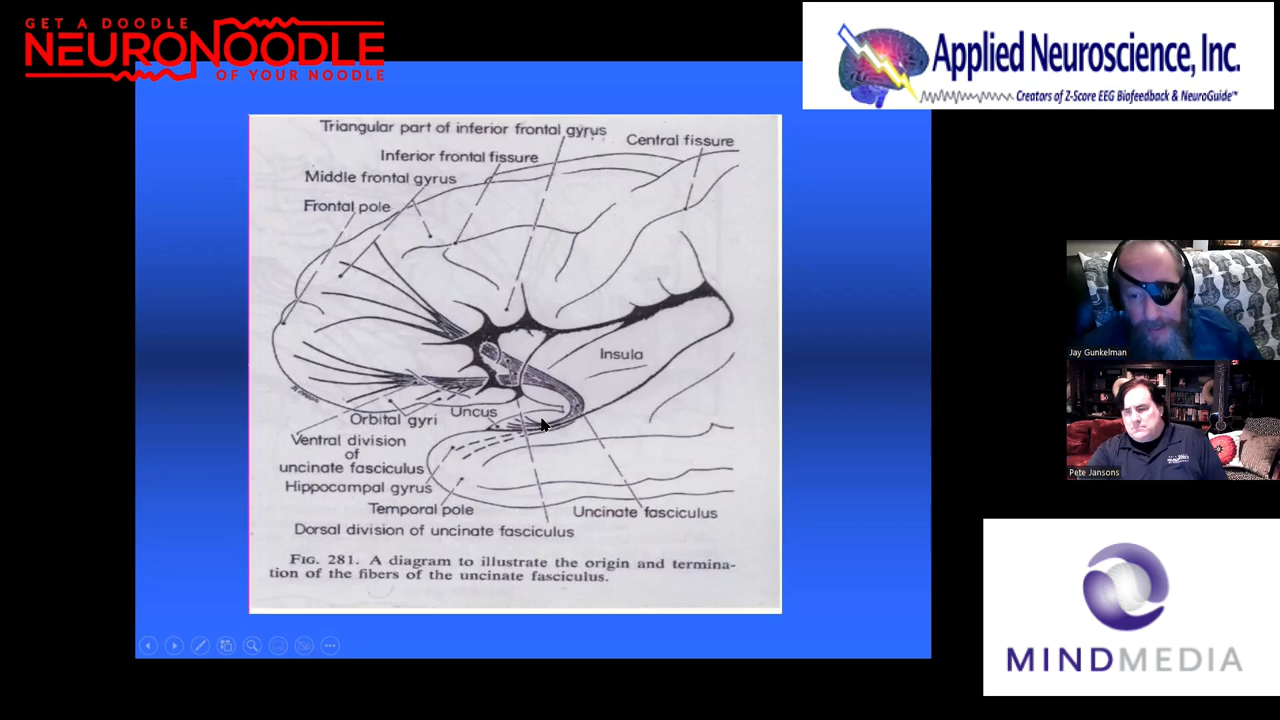 GET A DOODLE
NEURONOODLE
OF YOUR NOODLE
Applied Neuroscience, Inc.
Creators of Z-Score EEG Biofeedback & NeuroGuide™
Triangular part of inferior frontal gyrus
Central fissure
Inferior frontal fissure
Middle frontal gyrus
Frontal pole
Insula
Orbital gyri
Uncus
Ventral division
of
uncinate fasciculus
Hippocampal gyrus
Temporal pole
Uncinate fasciculus
Dorsal division of uncinate fasciculus
FIG. 281. A diagram to illustrate the origin and termina-
tion of the fibers of the uncinate fasciculus.
Jay Gunkelman
Pete Jansons
MINDMEDIA